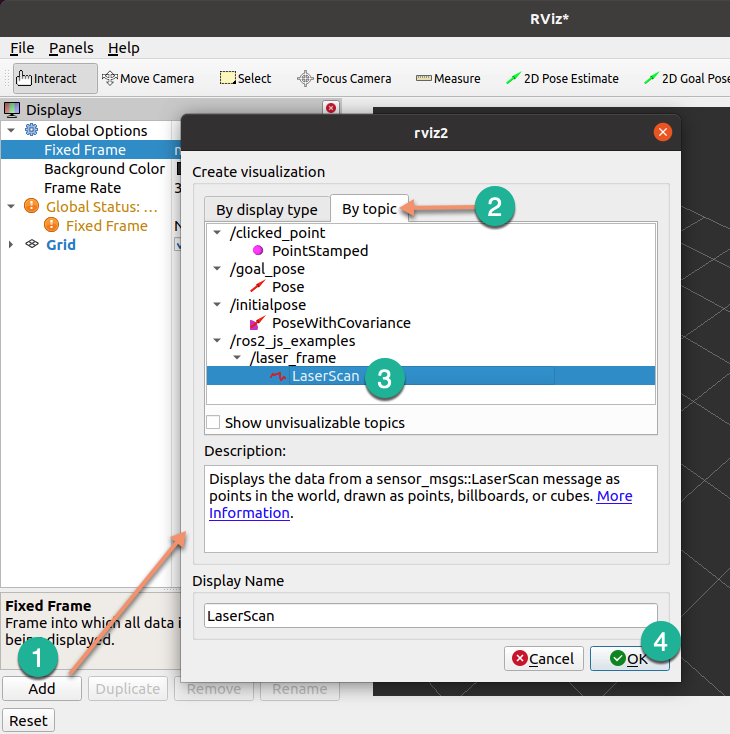 RViz*
File Panels Help
Interact Move Camera Select Focus Camera Measure 2D Pose Estimate 2D Goal Pose
Displays
Global Options
Fixed Frame
Background Color
Frame Rate 3
Global Status: ...
Fixed Frame
Grid
rviz2
Create visualization
By display type By topic 2
/clicked_point
PointStamped
/goal_pose
Pose
/initialpose
PoseWithCovariance
/ros2_js_examples
/laser_frame
LaserScan 3
Show unvisualizable topics
Description:
Displays the data from a sensor_msgs::LaserScan message as
points in the world, drawn as points, billboards, or cubes. More
Information.
Display Name
LaserScan
Cancel OK 4
Fixed Frame
Frame into which all data i
being displayed.
1
Add Duplicate Remove Rename
Reset